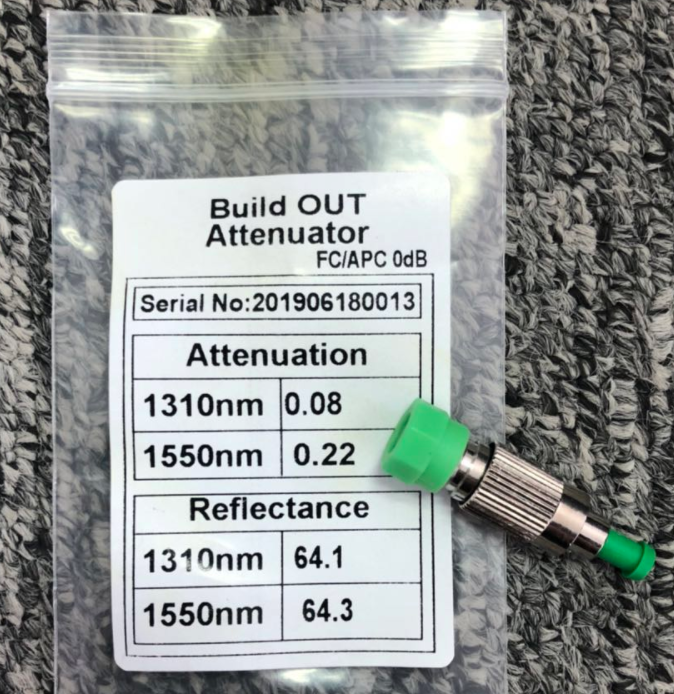 Build OUT
Attenuator
FC/APC 0dB
Serial No:201906180013
Attenuation
1310nm 0.08
1550nm 0.22
Reflectance
1310nm 64.1
1550nm 64.3